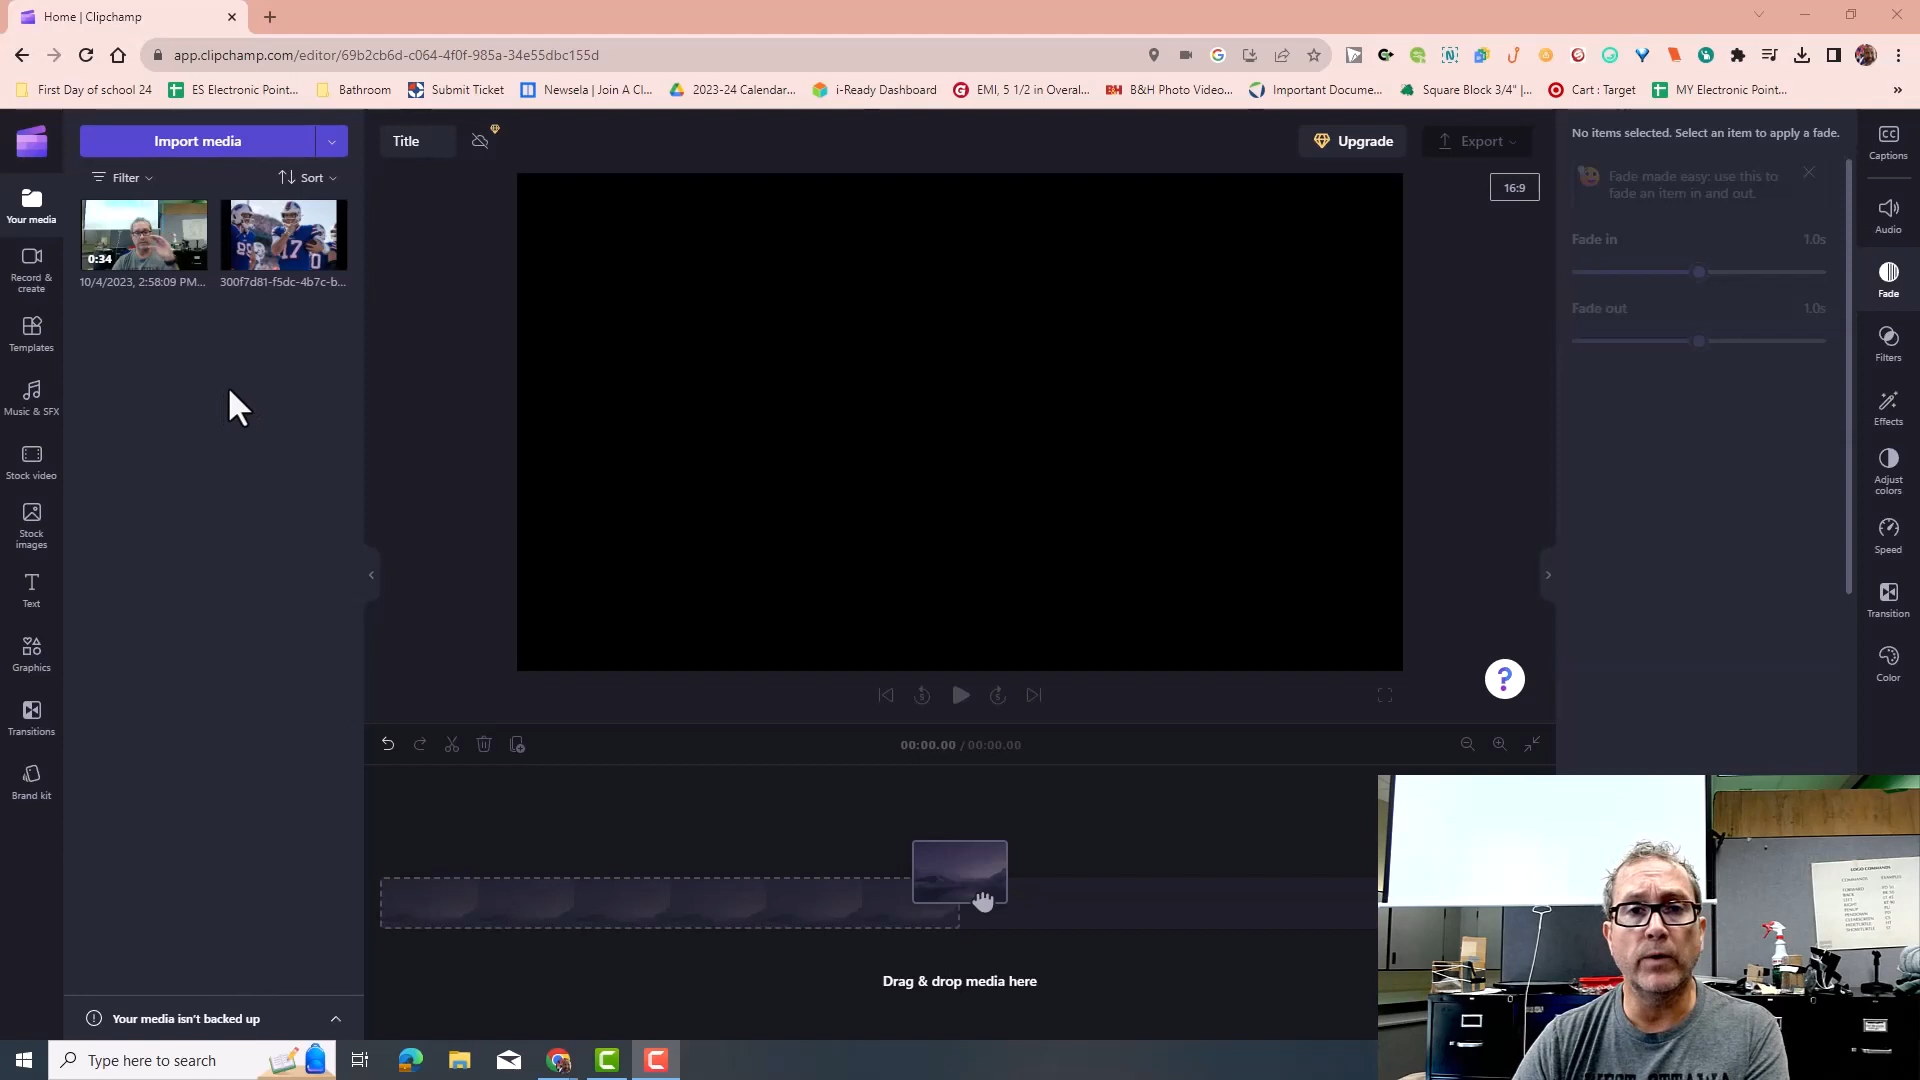 Home | Clipchamp
app.clipchamp.com/editor/69b2cb6d-c064-4f0f-985a-34e55dbc155d
First Day of school 24
ES Electronic Point...
Bathroom
Submit Ticket
Newsela | Join A Cl...
2023-24 Calendar...
i-Ready Dashboard
EMI, 5 1/2 in Overal...
B&H Photo Video...
Important Docume...
Square Block 3/4" |...
Cart : Target
MY Electronic Point...
»
Import media
Title
Upgrade
Export
No items selected. Select an item to apply a fade.
Captions
Filter
Sort
16:9
Fade made easy: use this to
fade an item in and out.
Your media
0:34
10/4/2023, 2:58:09 PM...
300f7d81-f5dc-4b7c-b...
Audio
Fade in
1.0s
Record &
create
Fade
Fade out
1.0s
Templates
Filters
Music & SFX
Effects
Stock video
Adjust
colors
Stock
images
Speed
Text
Transition
Graphics
Color
?
Transitions
00:00.00 / 00:00.00
Brand kit
Drag & drop media here
LOGO COMMANDS
Your media isn't backed up
Type here to search